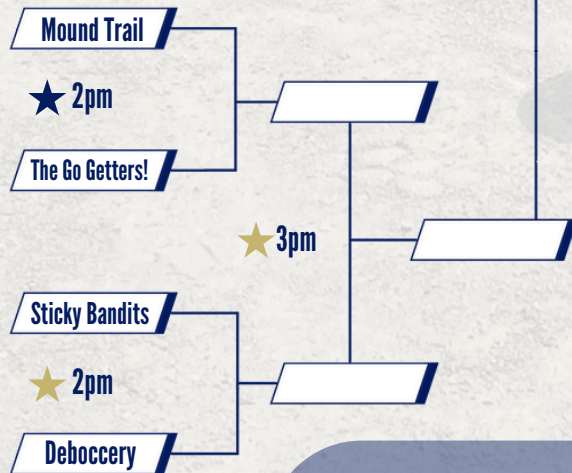 Mound Trail
2pm
The Go Getters!
3pm
Sticky Bandits
2pm
Deboccery